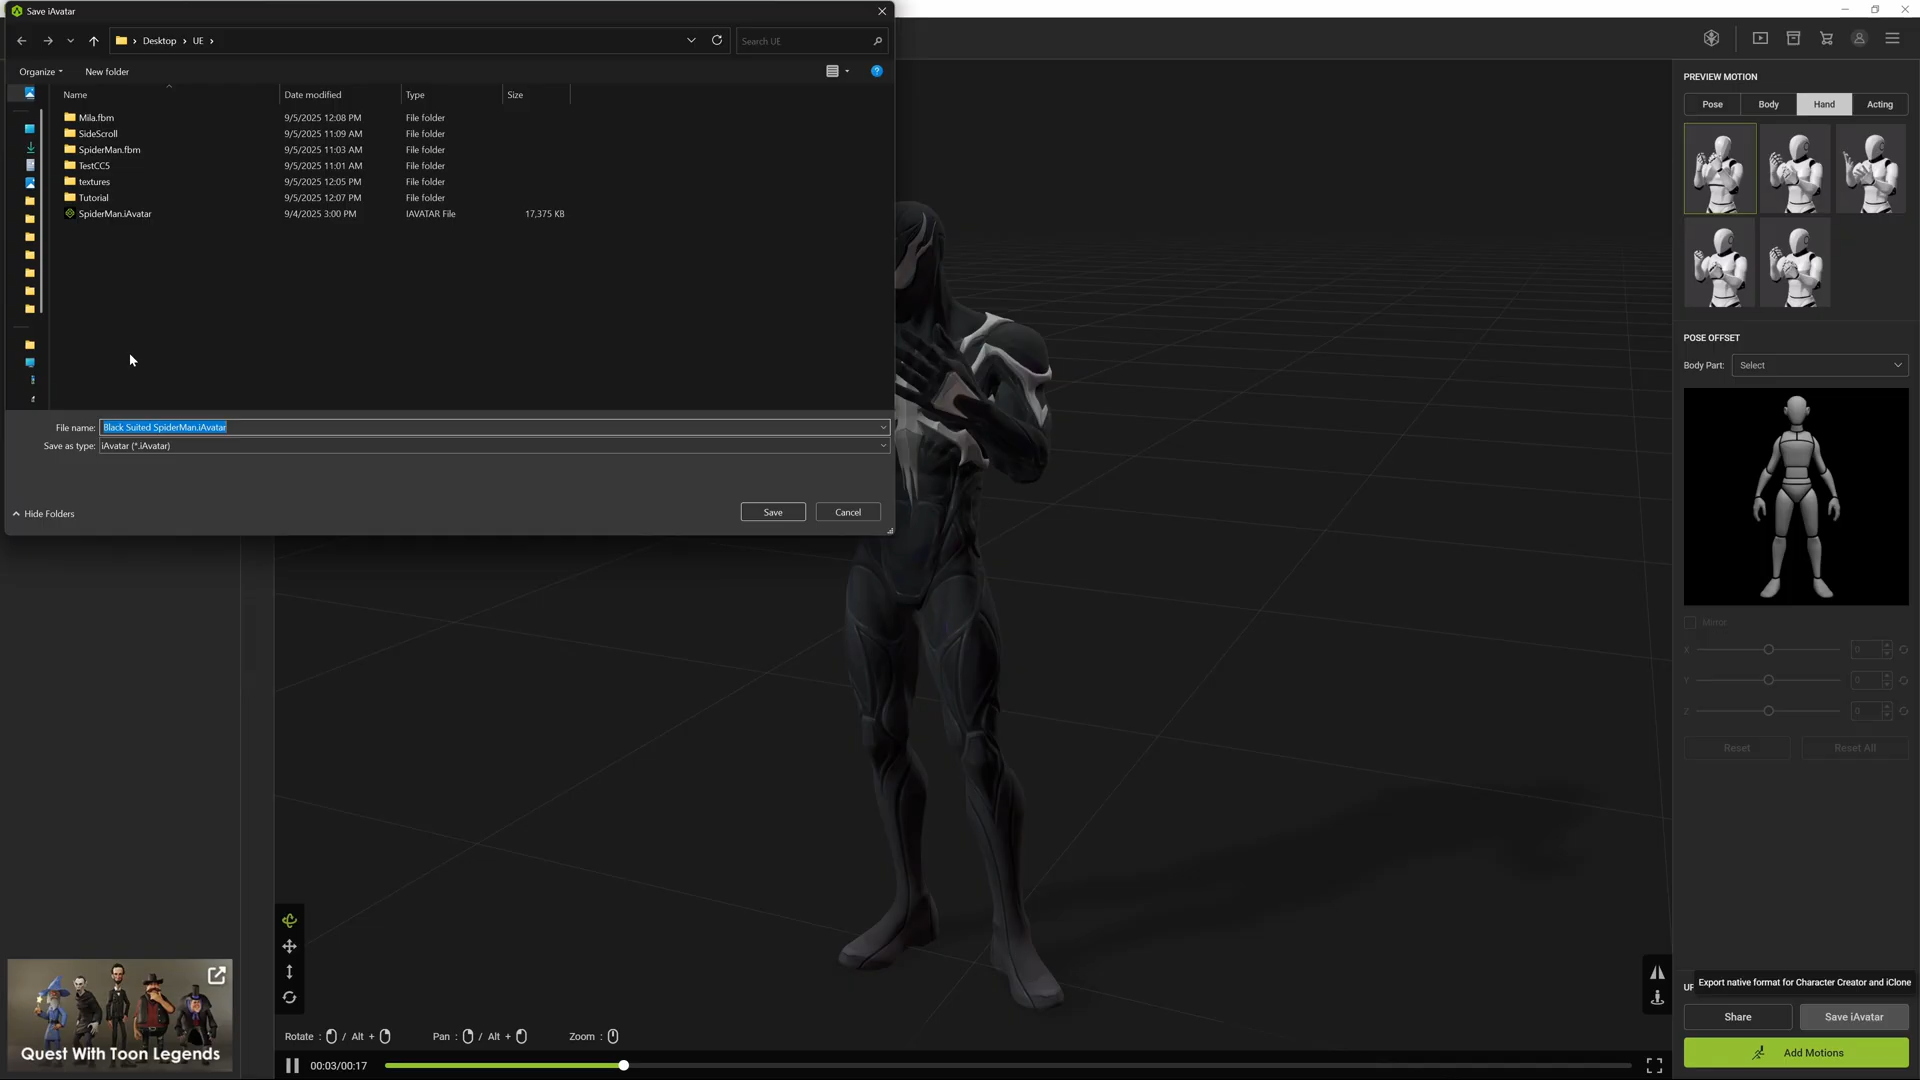 Save iAvatar
Desktop
UE
Search UE
Organize
New folder
Name
Date modified
Type
Size
Mila.fbm 9/5/2025 12:08 PM File folder
SideScroll 9/5/2025 11:09 AM File folder
SpiderMan.fbm 9/5/2025 11:03 AM File folder
TestCC5 9/5/2025 11:01 AM File folder
textures 9/5/2025 12:05 PM File folder
Tutorial 9/5/2025 12:07 PM File folder
SpiderMan.iAvatar 9/4/2025 3:00 PM IAVATAR File 17,375 KB
File name: Black Suited SpiderMan.iAvatar
Save as type: iAvatar (*.iAvatar)
Hide Folders
Save
Cancel
PREVIEW MOTION
Pose
Body
Hand
Acting
POSE OFFSET
Body Part: Select
Mirror
X 0
Y 0
Z 0
Reset
Reset All
UP
Export native format for Character Creator and iClone
Share
Save iAvatar
Add Motions
Quest With Toon Legends
Rotate : / Alt +
Pan : / Alt +
Zoom :
00:03/00:17